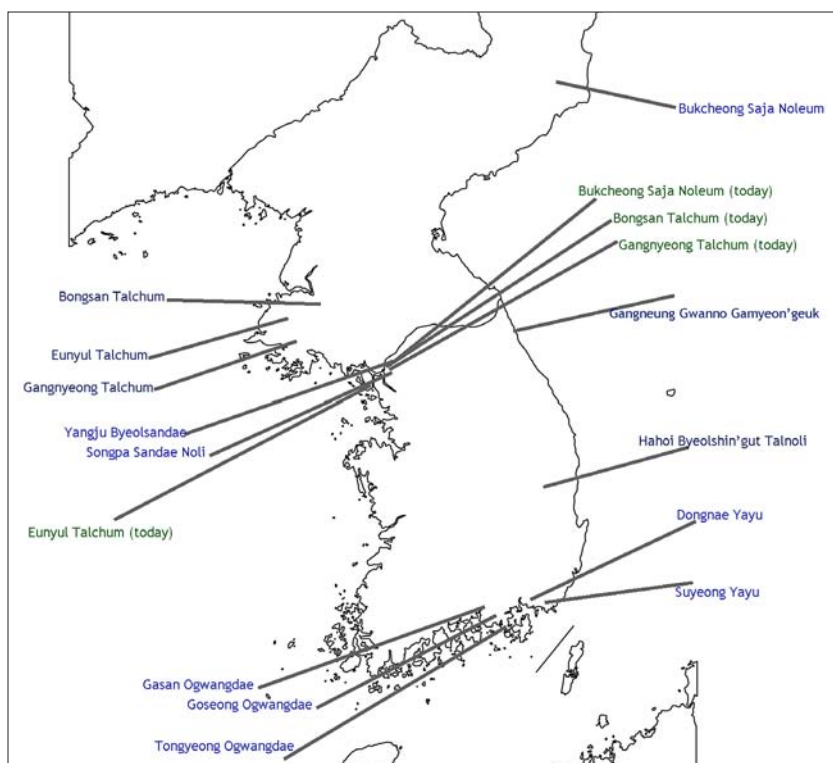 Bukcheong Saja Noleum
Bukcheong Saja Noleum (today)
Bongsan Talchum (today)
Gangnyeong Talchum (today)
Bongsan Talchum
Gangneung Gwanno Gamyeon'geuk
Eunyul Talchum
Gangnyeong Talchum
Yangju Byeolsandae
Songpa Sandae Noli
Hahoi Byeolshin'gut Talnoli
Dongnae Yayu
Eunyul Talchum (today)
Suyeong Yayu
Gasan Ogwangdae
Goseong Ogwangdae
Tongyeong Ogwangdae